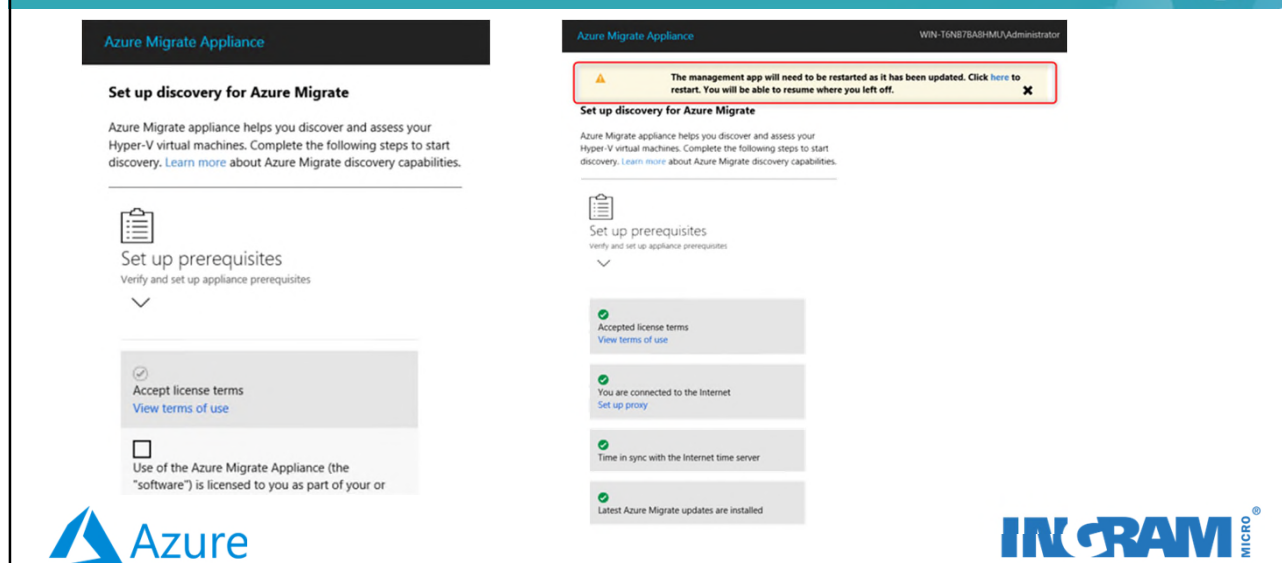 Azure Migrate Appliance
Set up discovery for Azure Migrate
Azure Migrate appliance helps you discover and assess your
Hyper-V virtual machines. Complete the following steps to start
discovery. Learn more about Azure Migrate discovery capabilities.
Set up prerequisites
Verify and set up appliance prerequisites
Accept license terms
View terms of use
Use of the Azure Migrate Appliance (the
"software") is licensed to you as part of your or
Azure Migrate Appliance
WIN-T6NB78A8HMU\Administrator
The management app will need to be restarted as it has been updated. Click here to
restart. You will be able to resume where you left off.
Set up discovery for Azure Migrate
Azure Migrate appliance helps you discover and assess your
Hyper-V virtual machines. Complete the following steps to start
discovery. Learn more about Azure Migrate discovery capabilities.
Set up prerequisites
Verify and set up appliance prerequisites
Accepted license terms
View terms of use
You are connected to the Internet
Set up proxy
Time in sync with the Internet time server
Latest Azure Migrate updates are installed
Azure
INGRAM MICRO®